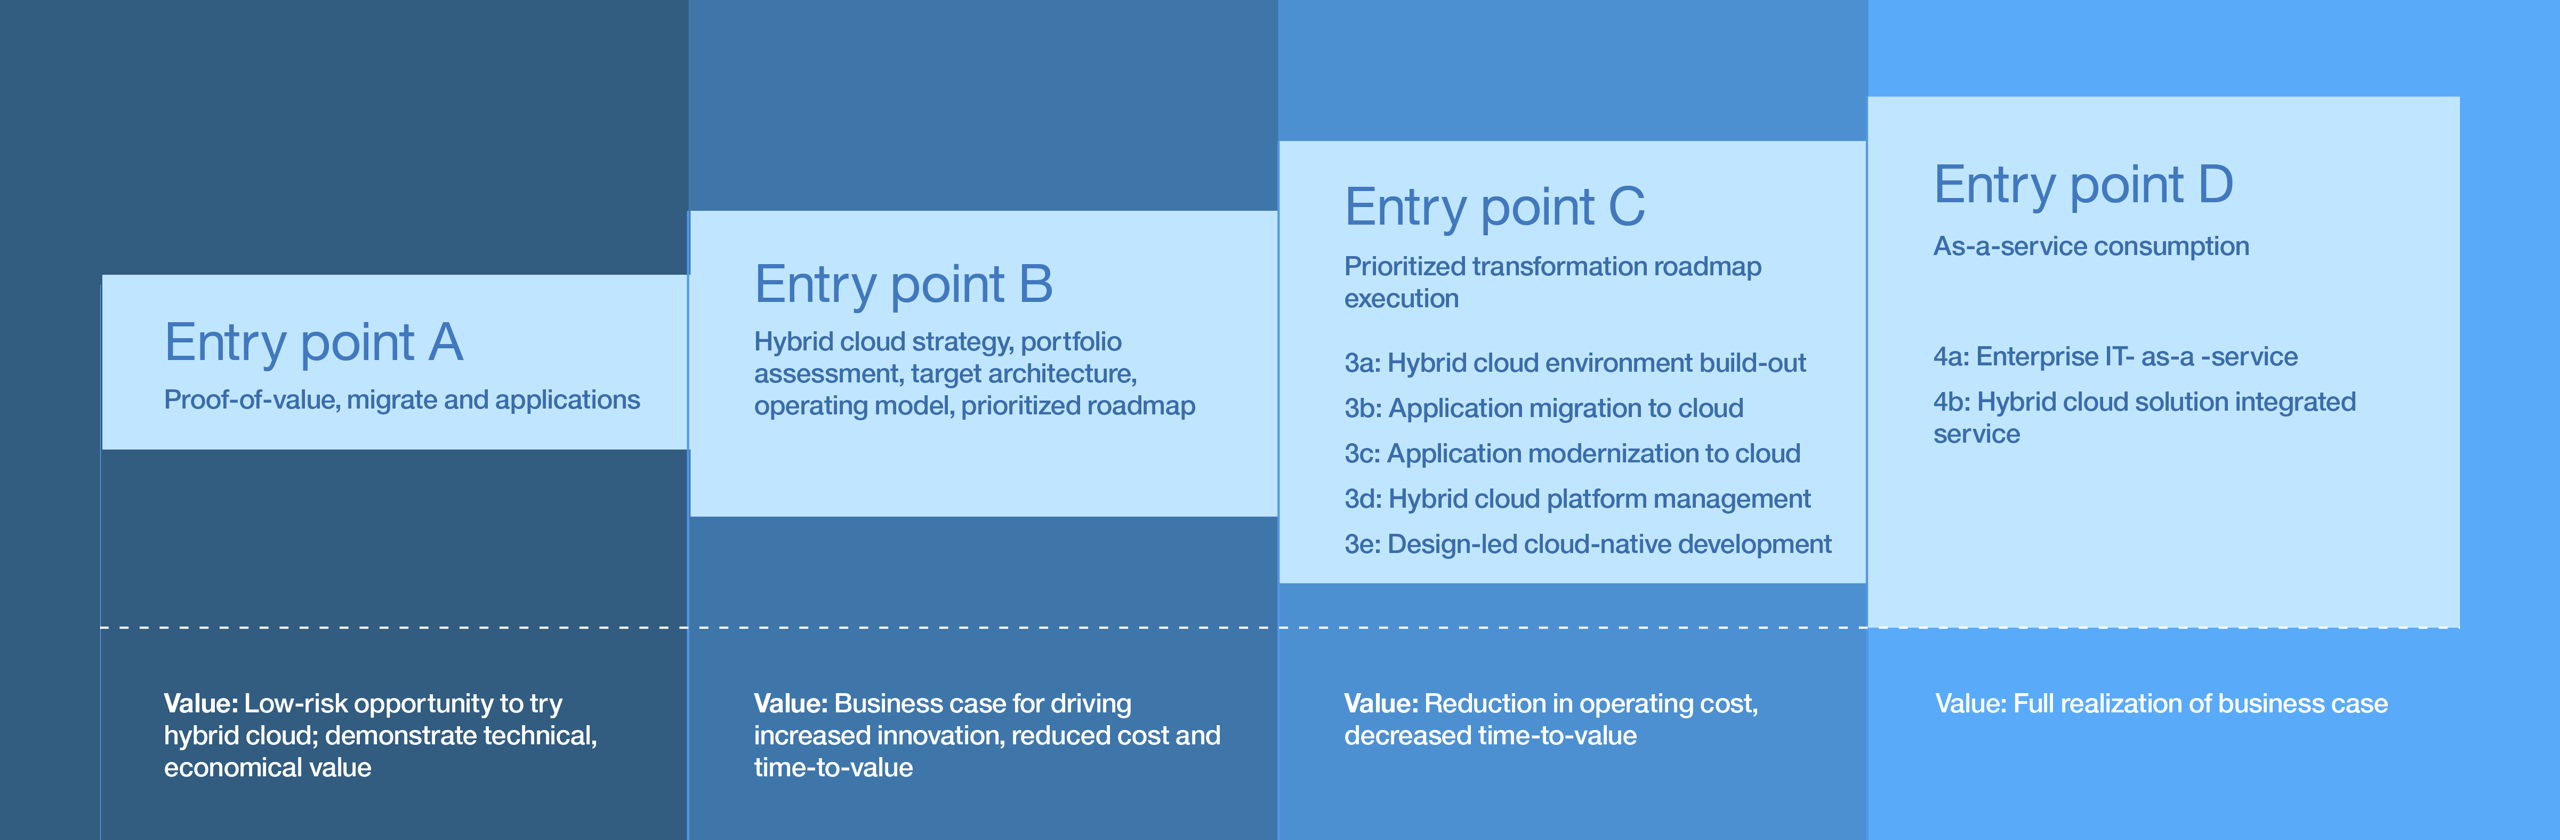 Entry point A
Proof-of-value, migrate and applications
Value: Low-risk opportunity to try
hybrid cloud; demonstrate technical,
economical value
Entry point B
Hybrid cloud strategy, portfolio
assessment, target architecture,
operating model, prioritized roadmap
Value: Business case for driving
increased innovation, reduced cost and
time-to-value
Entry point C
Prioritized transformation roadmap
execution
3a: Hybrid cloud environment build-out
3b: Application migration to cloud
3c: Application modernization to cloud
3d: Hybrid cloud platform management
3e: Design-led cloud-native development
Value: Reduction in operating cost,
decreased time-to-value
Entry point D
As-a-service consumption
4a: Enterprise IT- as-a -service
4b: Hybrid cloud solution integrated
service
Value: Full realization of business case